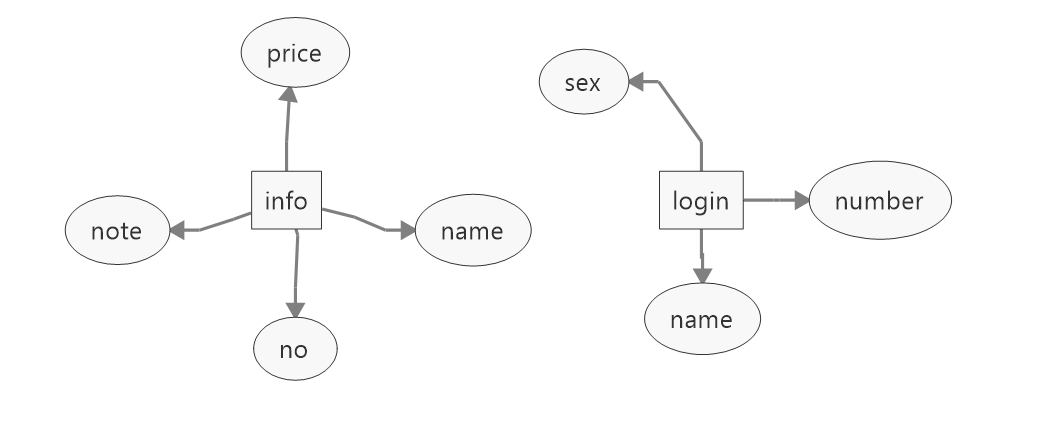 price
sex
info
login
number
note
name
name
no